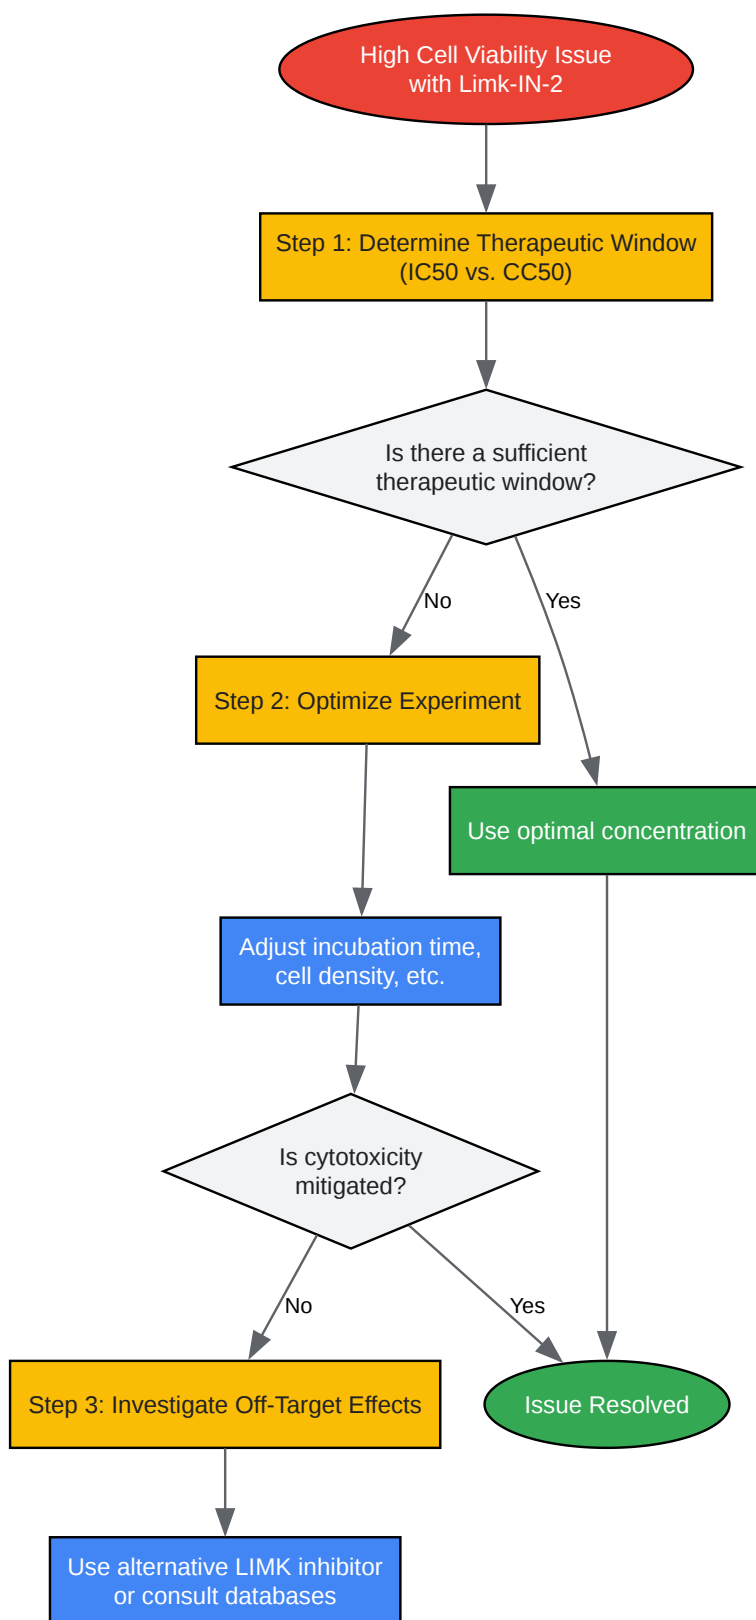 High Cell Viability Issue
with Limk-IN-2
Step 1: Determine Therapeutic Window
(IC50 vs. CC50)
Is there a sufficient
therapeutic window?
No
Yes
Step 2: Optimize Experiment
Use optimal concentration
Adjust incubation time,
cell density, etc.
Is cytotoxicity
mitigated?
No
Yes
Step 3: Investigate Off-Target Effects
Issue Resolved
Use alternative LIMK inhibitor
or consult databases